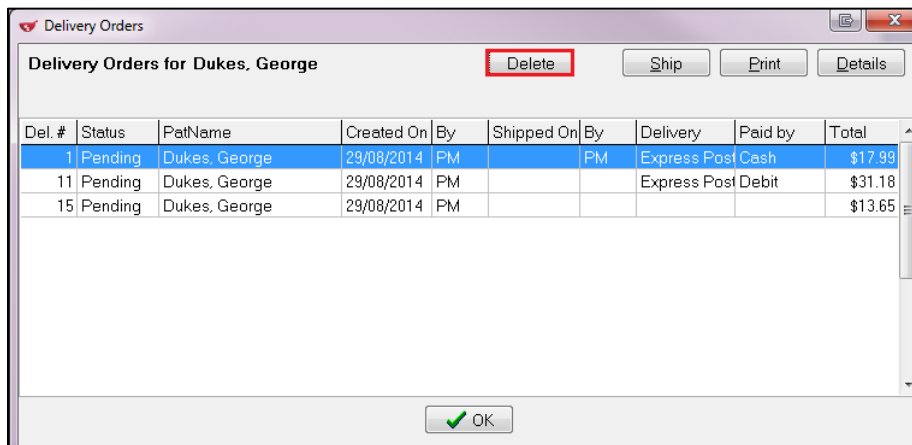 Delivery Orders
Delivery Orders for Dukes, George Delete Ship Print Details
Del. # Status PatName Created On By Shipped On By Delivery Paid by Total
1 Pending Dukes, George 29/08/2014 PM PM Express Post Cash $17.99
11 Pending Dukes, George 29/08/2014 PM Express Post Debit $31.18
15 Pending Dukes, George 29/08/2014 PM $13.65
OK